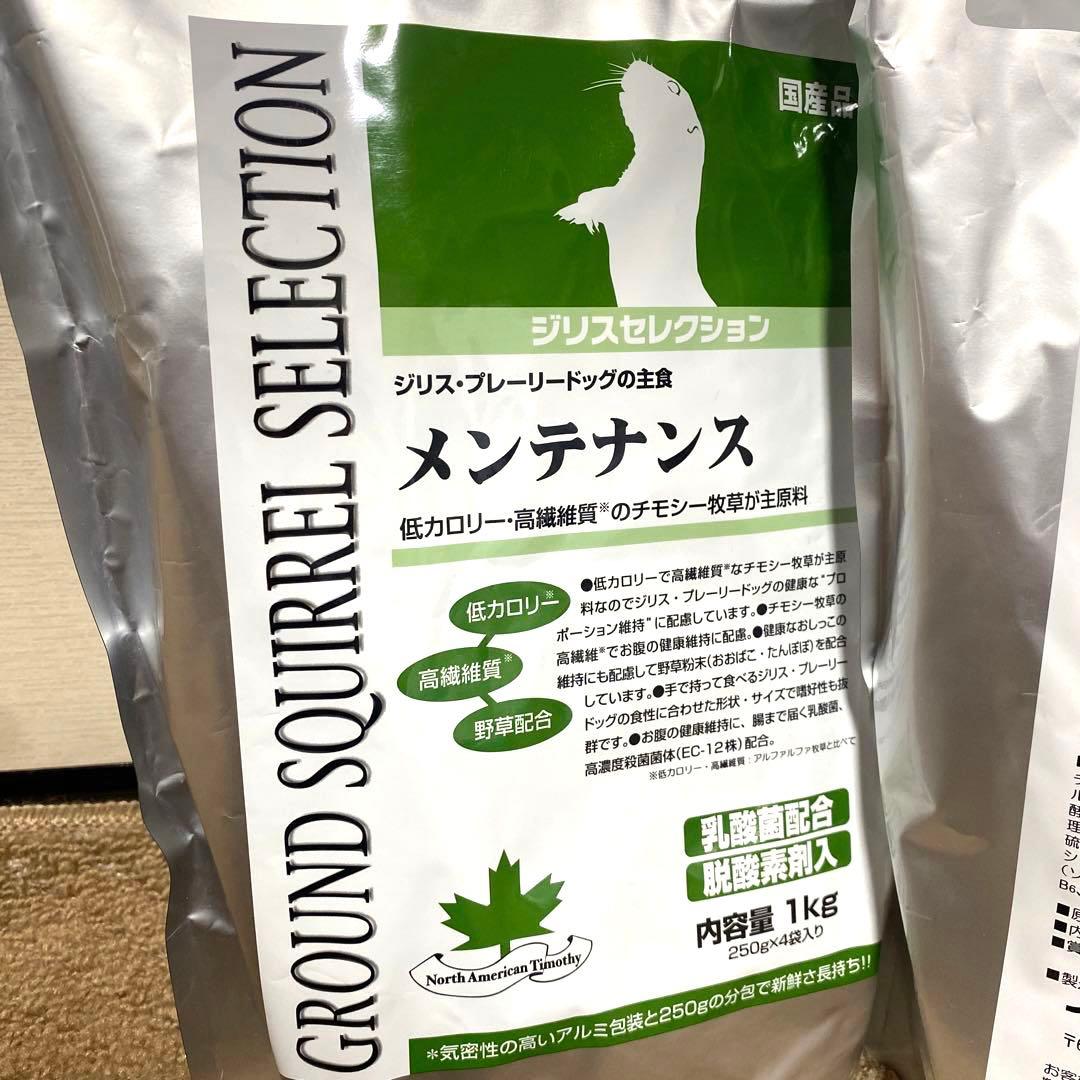 GROUND SQUIRREL SELECTION
国産品
ジリスセレクション
ジリス・プレーリードッグの主食
メンテナンス
低カロリー・高繊維質※のチモシー牧草が主原料
低カロリー※
高繊維質※
野草配合
●低カロリーで高繊維質※なチモシー牧草が主原
料なのでジリス・プレーリードッグの健康な"プロ
ポーション維持"に配慮しています。●チモシー牧草の
高繊維※でお腹の健康維持に配慮。●健康なおしっこの
維持にも配慮して野草粉末(おおばこ・たんぽぽ)を配合
しています。●手で持って食べるジリス・プレーリー
ドッグの食性に合わせた形状・サイズで嗜好性も抜
群です。●お腹の健康維持に、腸まで届く乳酸菌、
高濃度殺菌菌体(EC-12株)配合。
※低カロリー・高繊維質:アルファルファ牧草と比べて
乳酸菌配合
脱酸素剤入
内容量 1kg
250g×4袋入り
North American Timothy
*気密性の高いアルミ包装と250gの分包で新鮮さ長持ち!!
酵
理
硫
シ
(ソ
B6、
■原
■内
■賞
■製
〒6
お客